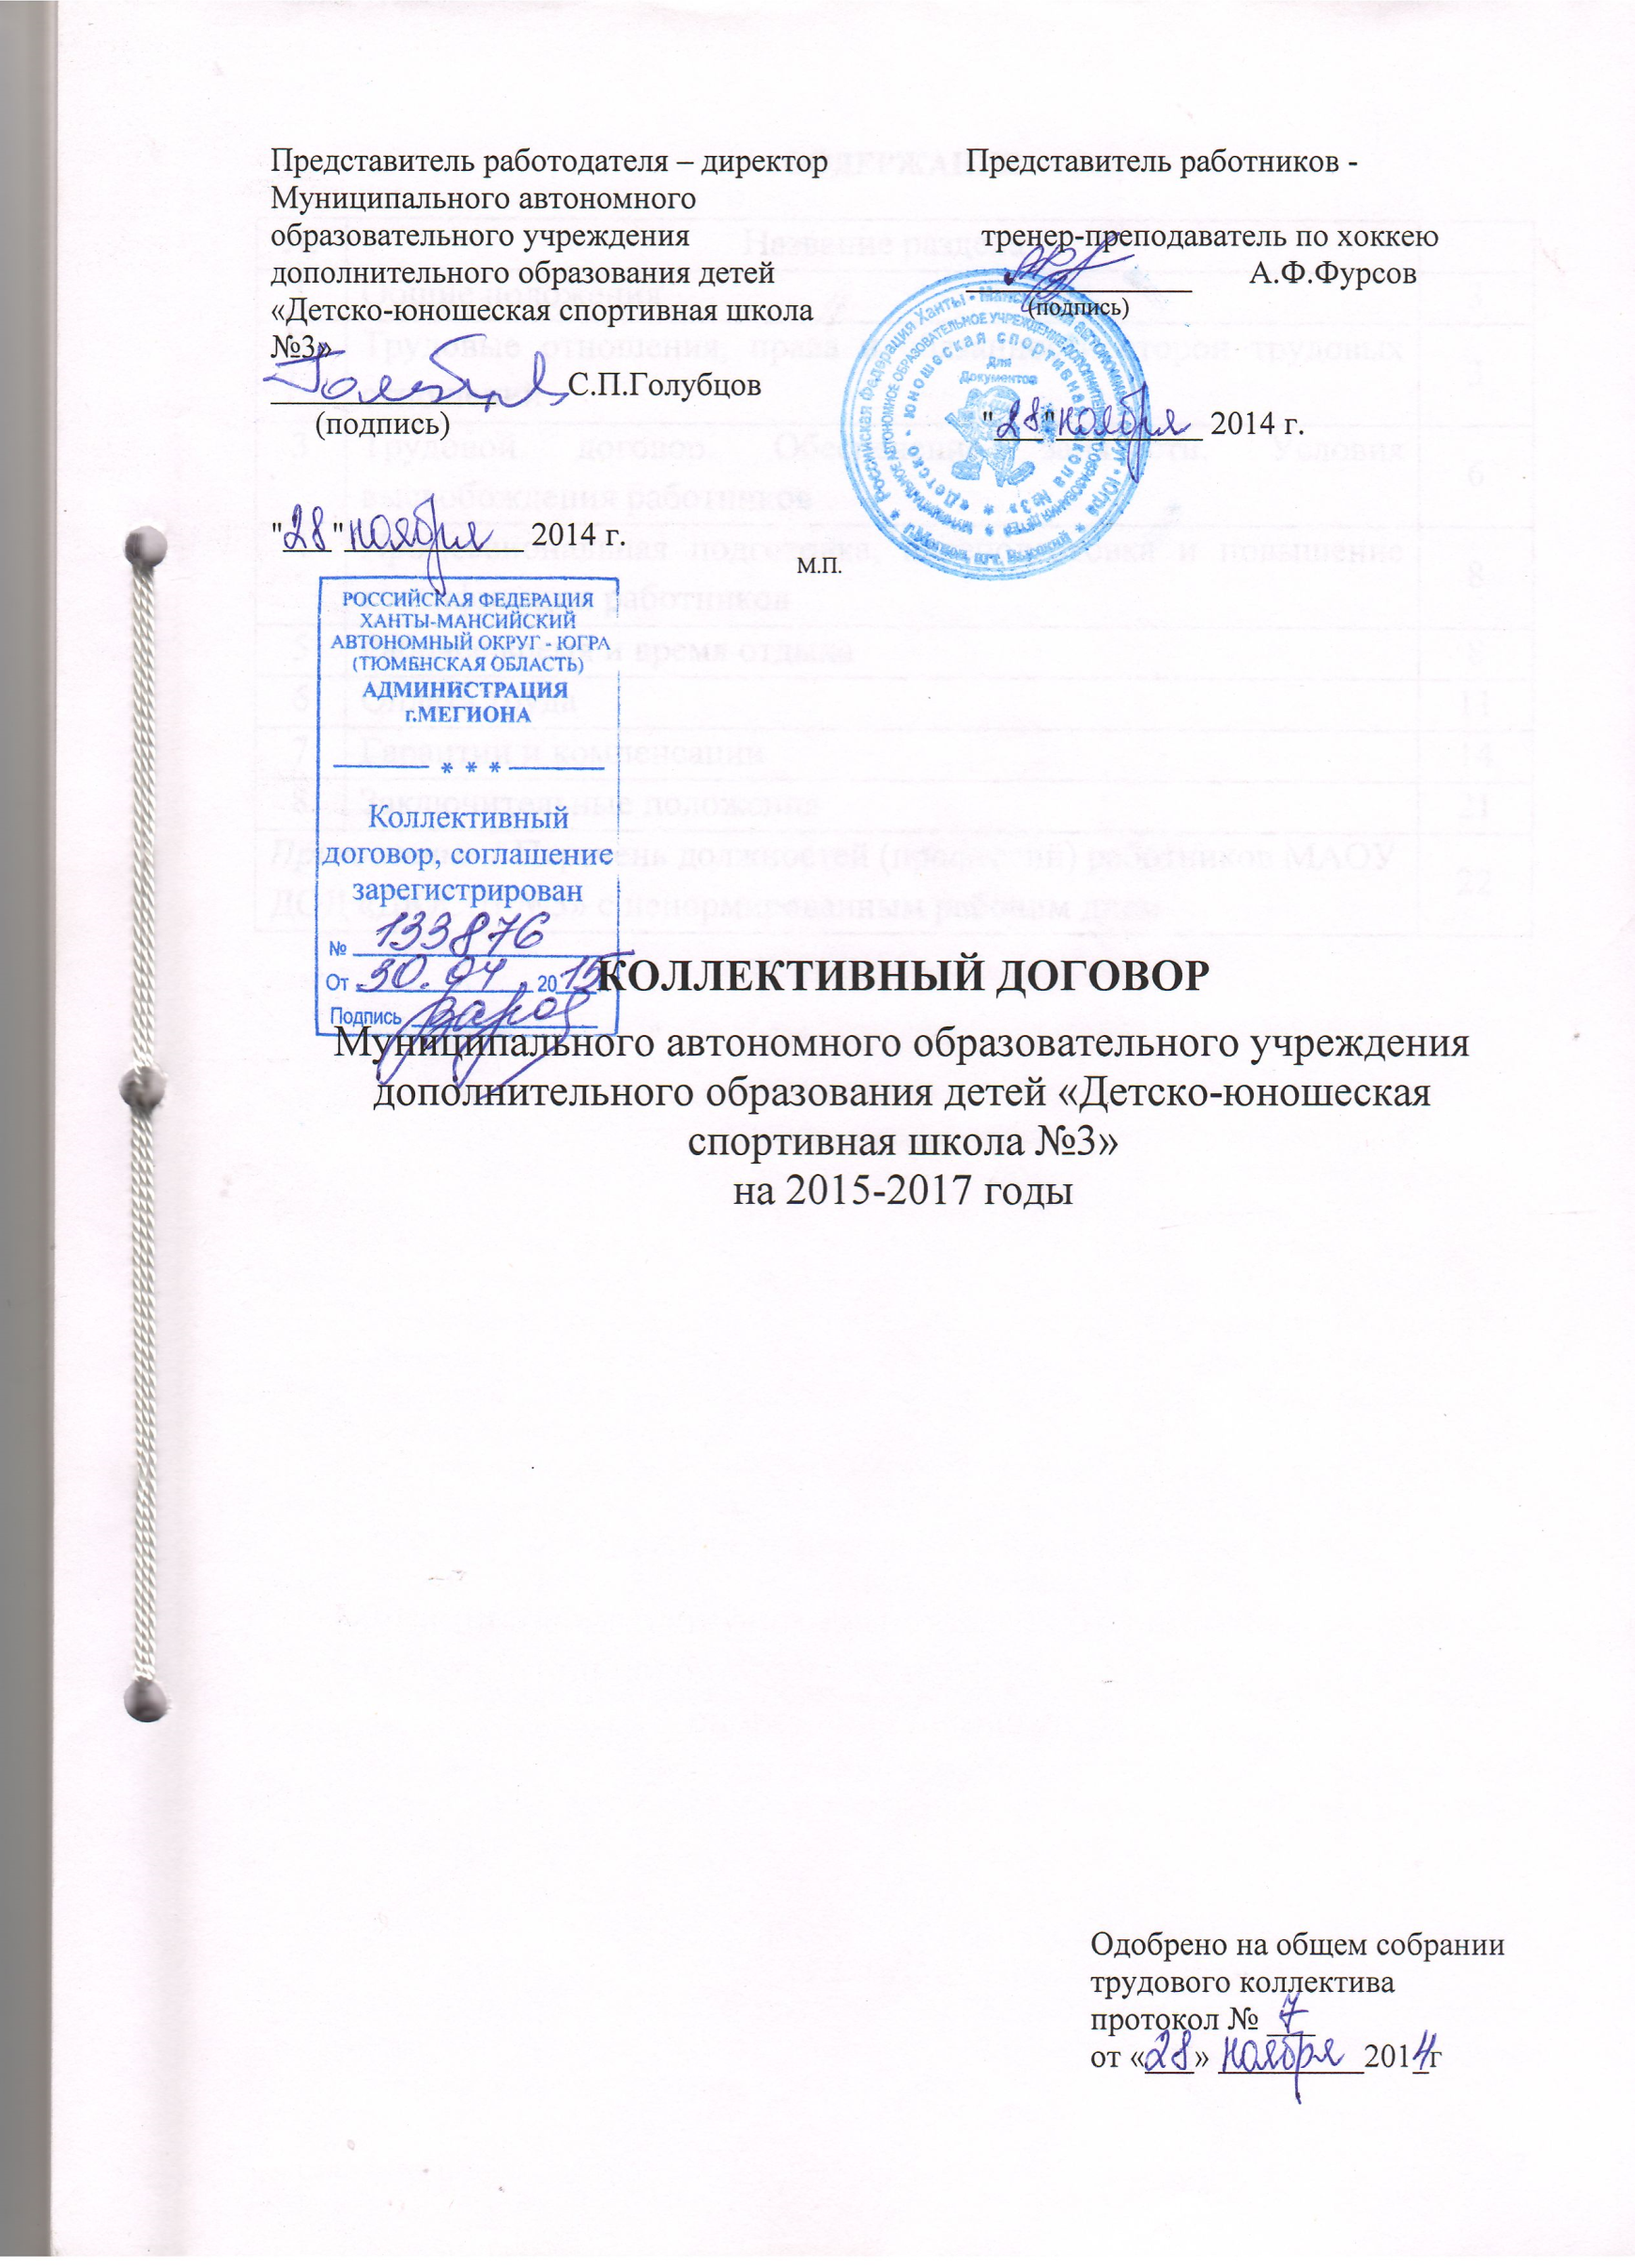 Представитель работодателя – директор
Муниципального автономного
образовательного учреждения
дополнительного образования детей
«Детско-юношеская спортивная школа
№3»
С.П.Голубцов
(подпись)
"28" ноября 2014 г.
Представитель работников -
тренер-преподаватель по хоккею
А.Ф.Фурсов
(подпись)
"28" ноября 2014 г.
Для
Документов
М.П.
РОССИЙСКАЯ ФЕДЕРАЦИЯ
ХАНТЫ-МАНСИЙСКИЙ
АВТОНОМНЫЙ ОКРУГ - ЮГРА
(ТЮМЕНСКАЯ ОБЛАСТЬ)
АДМИНИСТРАЦИЯ
г.МЕГИОНА
* * *
Коллективный
договор, соглашение
зарегистрирован
№ 133876
От 30.04 2015
Подпись
КОЛЛЕКТИВНЫЙ ДОГОВОР
Муниципального автономного образовательного учреждения
дополнительного образования детей «Детско-юношеская
спортивная школа №3»
на 2015-2017 годы
Одобрено на общем собрании
трудового коллектива
протокол № 7
от «28» ноября 2014г